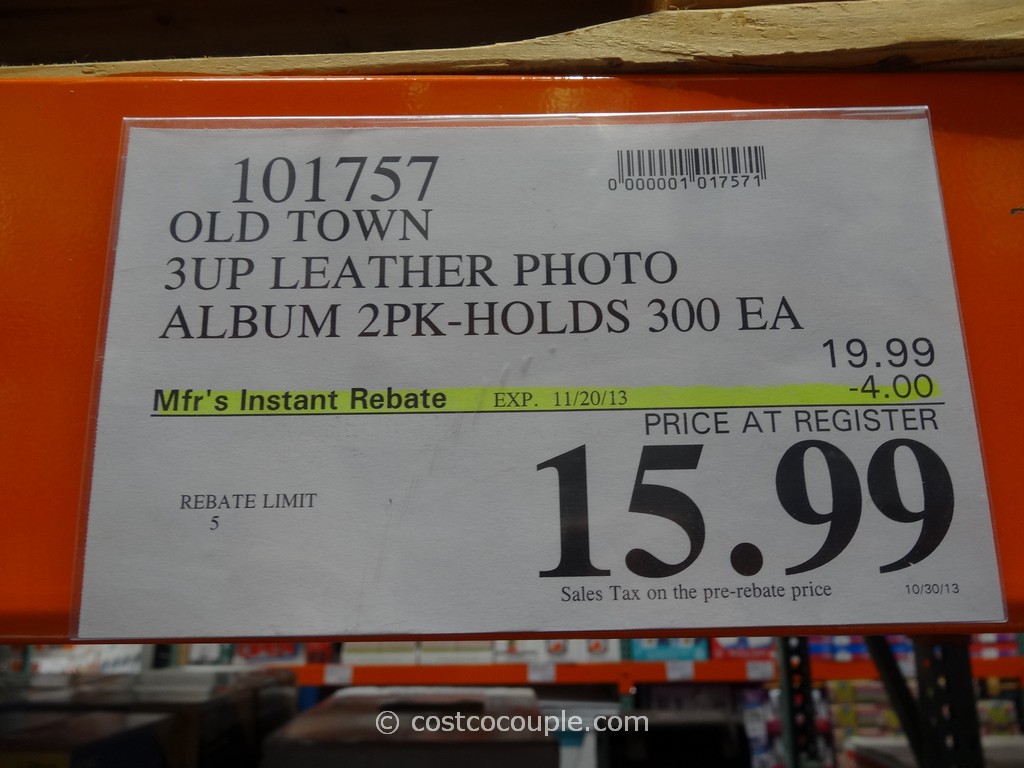 101757
0 000001 017571
OLD TOWN
3UP LEATHER PHOTO
ALBUM 2PK-HOLDS 300 EA
19.99
Mfr's Instant Rebate EXP. 11/20/13 -4.00
PRICE AT REGISTER
15.99
REBATE LIMIT
5
Sales Tax on the pre-rebate price 10/30/13
© costcocouple.com